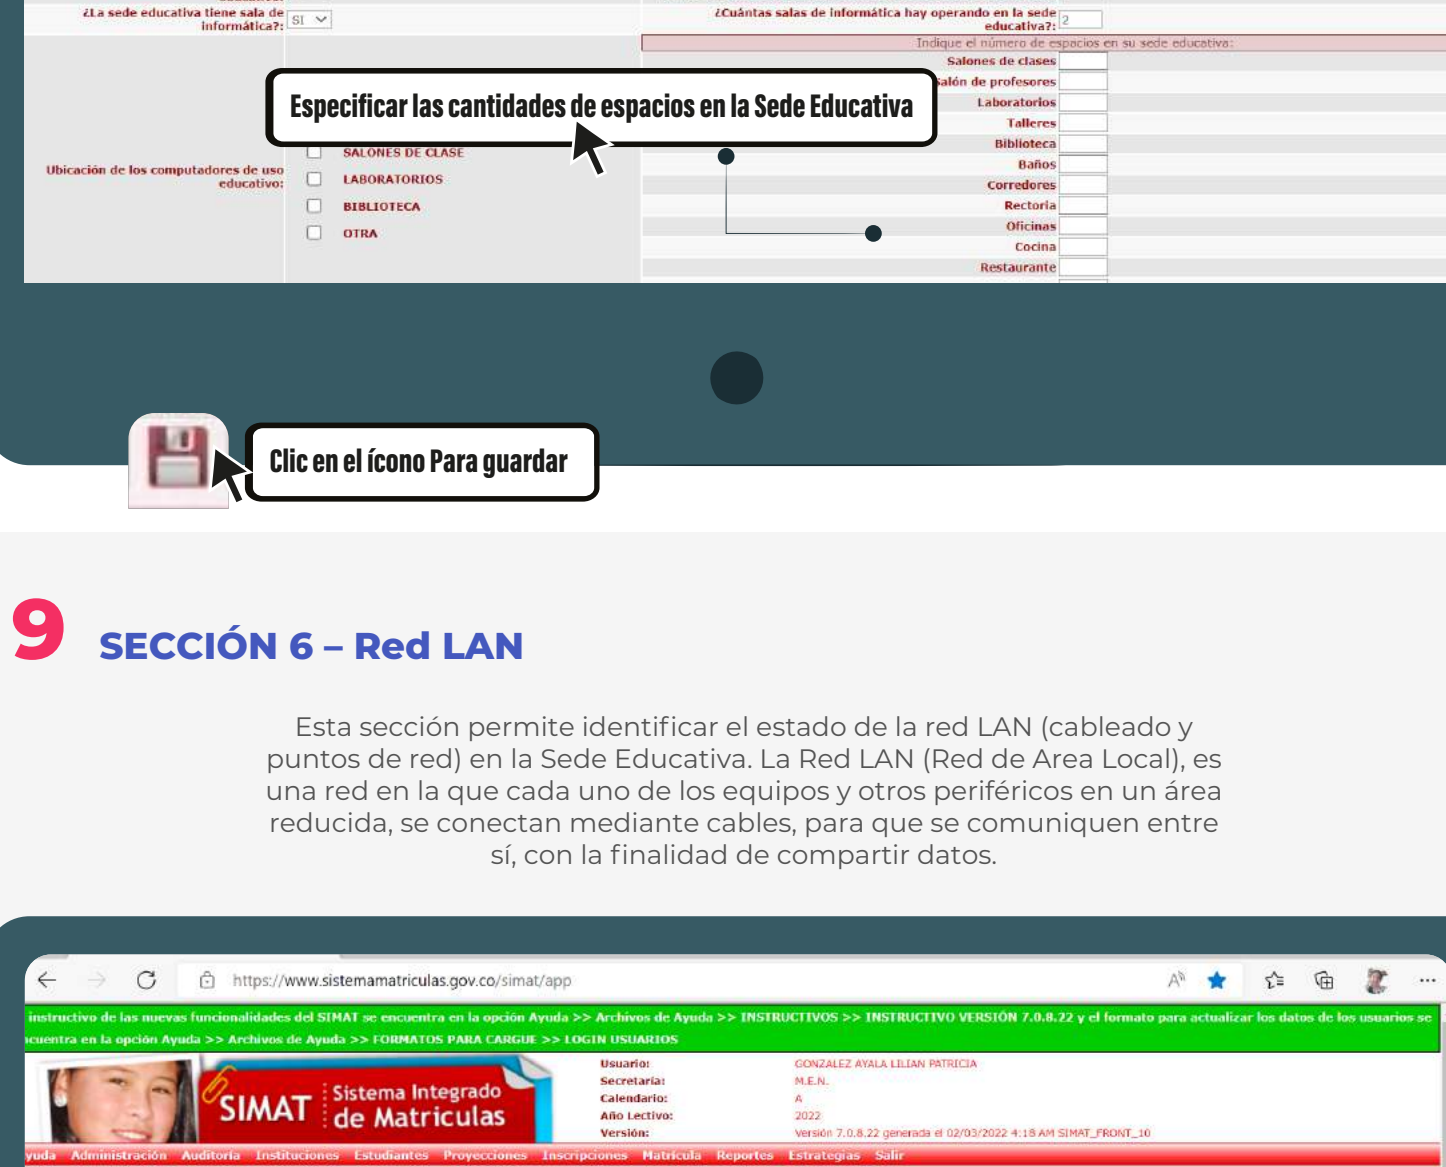 ¿La sede educativa tiene sala de
informática?: SI
¿Cuántas salas de informática hay operando en la sede
educativa?: 2
Indique el número de espacios en su sede educativa:
Salones de clases
Salón de profesores
Laboratorios
Talleres
Biblioteca
Baños
Corredores
Rectoria
Oficinas
Cocina
Restaurante
Especificar las cantidades de espacios en la Sede Educativa
Ubicación de los computadores de uso
educativo:
SALONES DE CLASE
LABORATORIOS
BIBLIOTECA
OTRA
Clic en el ícono Para guardar
9 SECCIÓN 6 – Red LAN
Esta sección permite identificar el estado de la red LAN (cableado y
puntos de red) en la Sede Educativa. La Red LAN (Red de Area Local), es
una red en la que cada uno de los equipos y otros periféricos en un área
reducida, se conectan mediante cables, para que se comuniquen entre
sí, con la finalidad de compartir datos.
https://www.sistemamatriculas.gov.co/simat/app
instructivo de las nuevas funcionalidades del SIMAT se encuentra en la opción Ayuda >> Archivos de Ayuda >> INSTRUCTIVOS >> INSTRUCTIVO VERSIÓN 7.0.8.22 y el formato para actualizar los datos de los usuarios se
ncuentra en la opción Ayuda >> Archivos de Ayuda >> FORMATOS PARA CARGUE >> LOGIN USUARIOS
SIMAT Sistema Integrado
de Matriculas
Usuario: GONZALEZ AYALA LILIAN PATRICIA
Secretaría: M.E.N.
Calendario: A
Año Lectivo: 2022
Versión: Versión 7.0.8.22 generada el 02/03/2022 4:18 AM SIMAT_FRONT_10
yuda Administración Auditoría Instituciones Estudiantes Proyecciones Inscripciones Matrícula Reportes Estrategias Salir